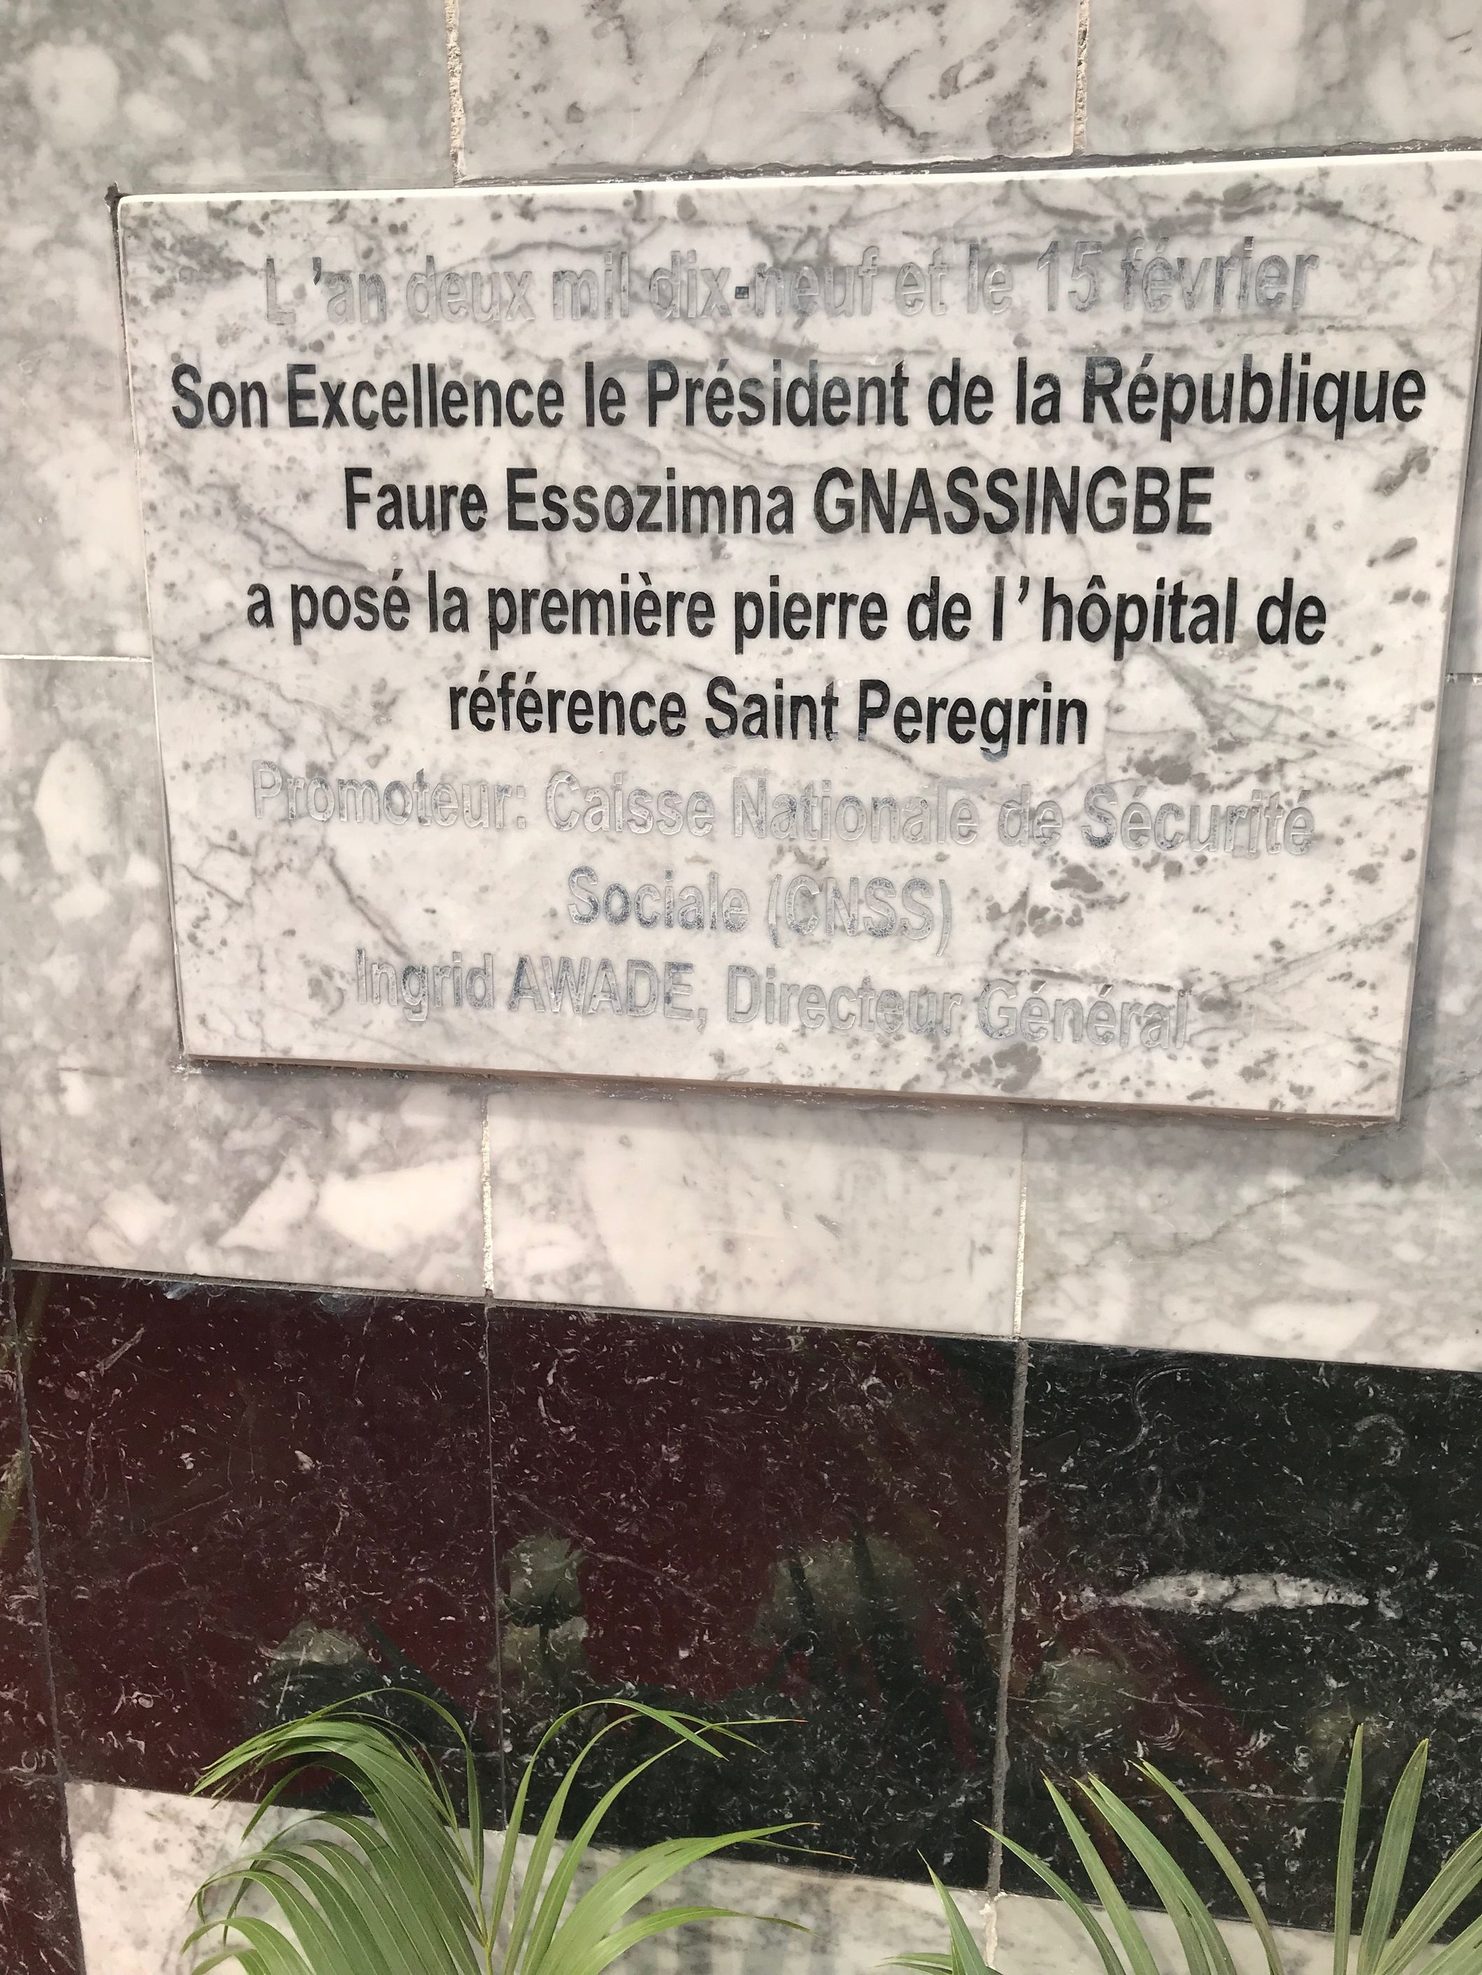 L 'an deux mil dix-neuf et le 15 février
Son Excellence le Président de la République
Faure Essozimna GNASSINGBE
a posé la première pierre de l ' hôpital de
référence Saint Peregrin
Promoteur: Caisse Nationale de Sécurité
Sociale (CNSS)
Ingrid AWADE, Directeur Général